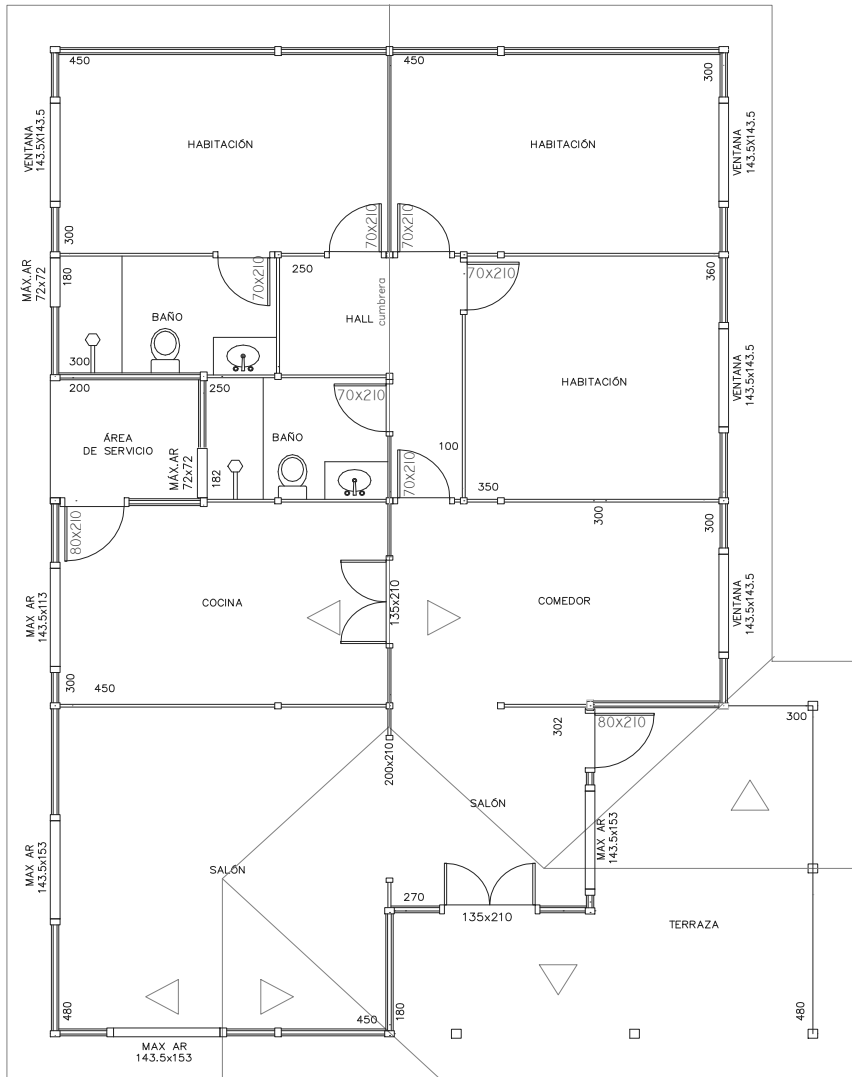 450
450
300
VENTANA
143.5X143.5
HABITACIÓN
HABITACIÓN
VENTANA
143.5x143.5
300
70x210
70x210
MÁX.AR
72x72
180
70x210
250
70x210
360
BAÑO
HALL
cumbrera
300
200
250
70x210
HABITACIÓN
VENTANA
143.5x143.5
ÁREA
DE SERVICIO
MÁX.AR
72x72
182
BAÑO
100
70x210
350
80x210
300
300
MAX AR
143.5x113
COCINA
135x210
COMEDOR
VENTANA
143.5x143.5
300
450
302
80x210
300
200x210
SALÓN
MAX AR
143.5x153
MAX AR
143.5x153
SALÓN
270
135x210
TERRAZA
480
450
180
480
MAX AR
143.5x153